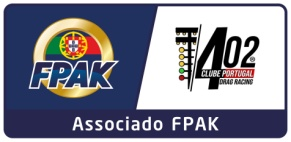 FPAK
402
CLUBE PORTUGAL
DRAG RACING
Associado FPAK